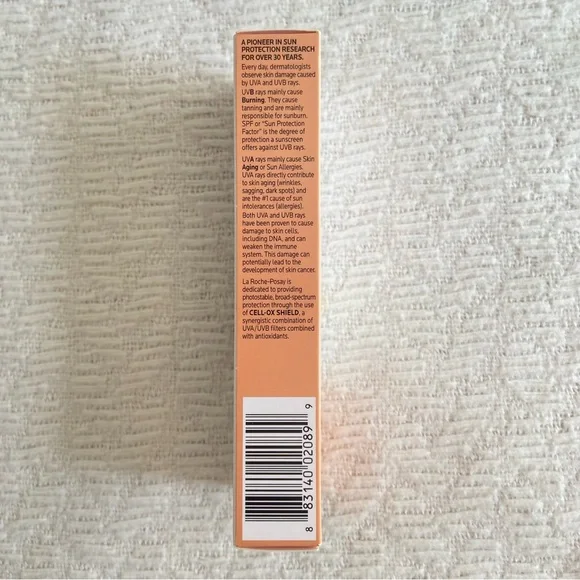 A PIONEER IN SUN
PROTECTION RESEARCH
FOR OVER 30 YEARS.
Every day, dermatologists
observe skin damage caused
by UVA and UVB rays.
UVB rays mainly cause
Burning. They cause
tanning and are mainly
responsible for sunburn.
SPF or "Sun Protection
Factor" is the degree of
protection a sunscreen
offers against UVB rays.
UVA rays mainly cause Skin
Aging or Sun Allergies.
UVA rays directly contribute
to skin aging (wrinkles,
sagging, dark spots) and
are the #1 cause of sun
intolerances (allergies).
Both UVA and UVB rays
have been proven to cause
damage to skin cells,
including DNA, and can
weaken the immune
system. This damage can
potentially lead to the
development of skin cancer.
La Roche-Posay is
dedicated to providing
photostable, broad-spectrum
protection through the
use of CELL-OX SHIELD, a
synergistic combination of
UVA/UVB filters combined
with antioxidants.
8 83140 02089 9